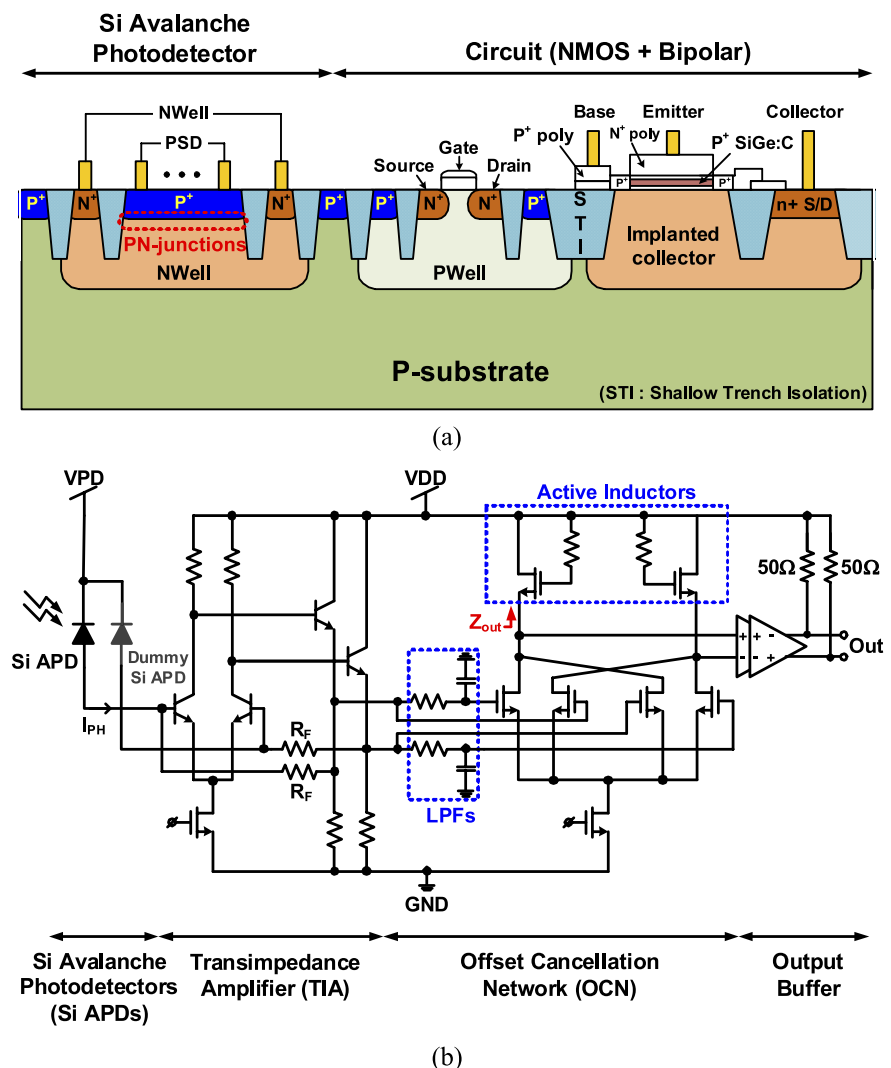 Si Avalanche
Photodetector
Circuit (NMOS + Bipolar)
NWell
PSD
Gate
Source
Drain
Base
Emitter
Collector
P+ poly
N+ poly
P+
SiGe:C
P+
N+
P+
N+
P+
P+
N+
N+
P+
P+
P+
n+ S/D
PN-junctions
S
T
I
Implanted
collector
NWell
PWell
P-substrate
(STI : Shallow Trench Isolation)
(a)
VPD
VDD
Active Inductors
50Ω
50Ω
Zout
Si APD
Dummy
Si APD
Out
IPH
RF
RF
LPFs
GND
Si Avalanche
Photodetectors
(Si APDs)
Transimpedance
Amplifier (TIA)
Offset Cancellation
Network (OCN)
Output
Buffer
(b)